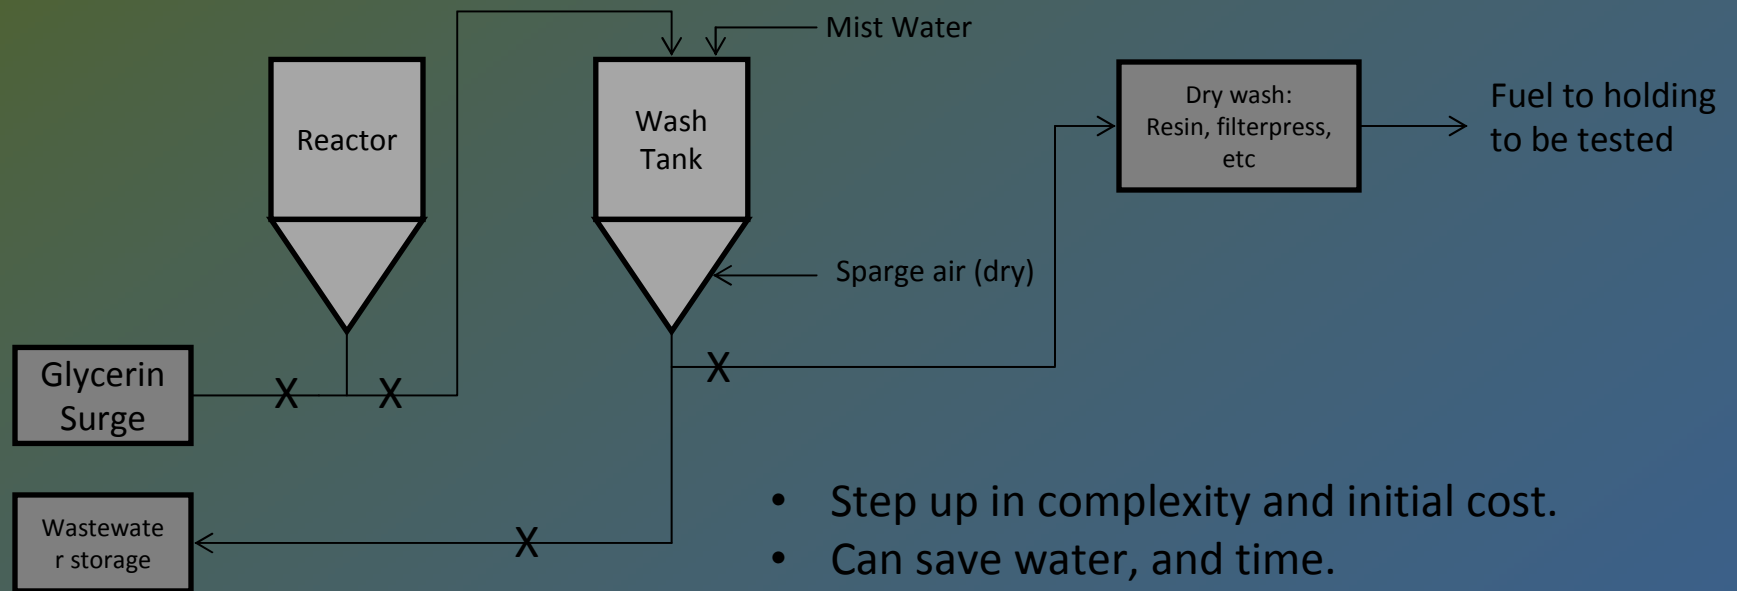 Mist Water
Reactor
Wash
Tank
Dry wash:
Resin, filterpress,
etc
Fuel to holding
to be tested
Sparge air (dry)
Glycerin
Surge
X
X
X
Wastewate
r storage
X
• Step up in complexity and initial cost.
• Can save water, and time.